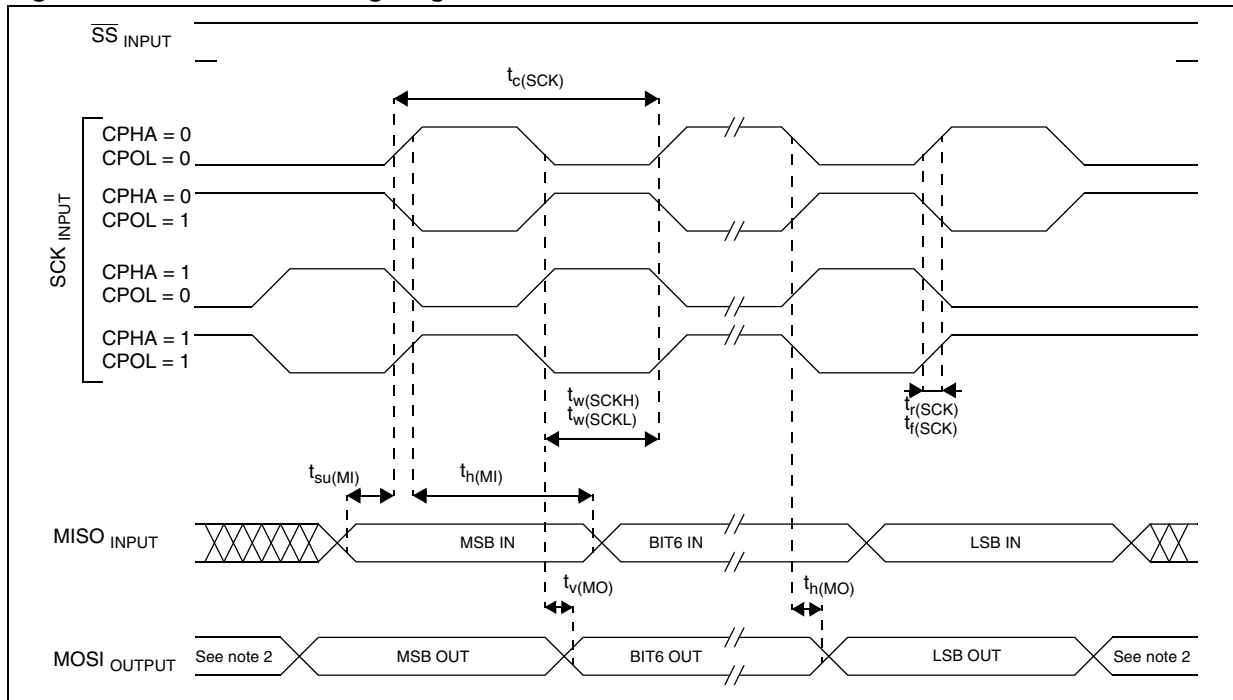 SS INPUT
tc(SCK)
SCK INPUT
CPHA = 0
CPOL = 0
CPHA = 0
CPOL = 1
CPHA = 1
CPOL = 0
CPHA = 1
CPOL = 1
tw(SCKH)
tw(SCKL)
tr(SCK)
tf(SCK)
tsu(MI)
th(MI)
MISO INPUT
MSB IN
BIT6 IN
LSB IN
tv(MO)
th(MO)
MOSI OUTPUT
See note 2
MSB OUT
BIT6 OUT
LSB OUT
See note 2